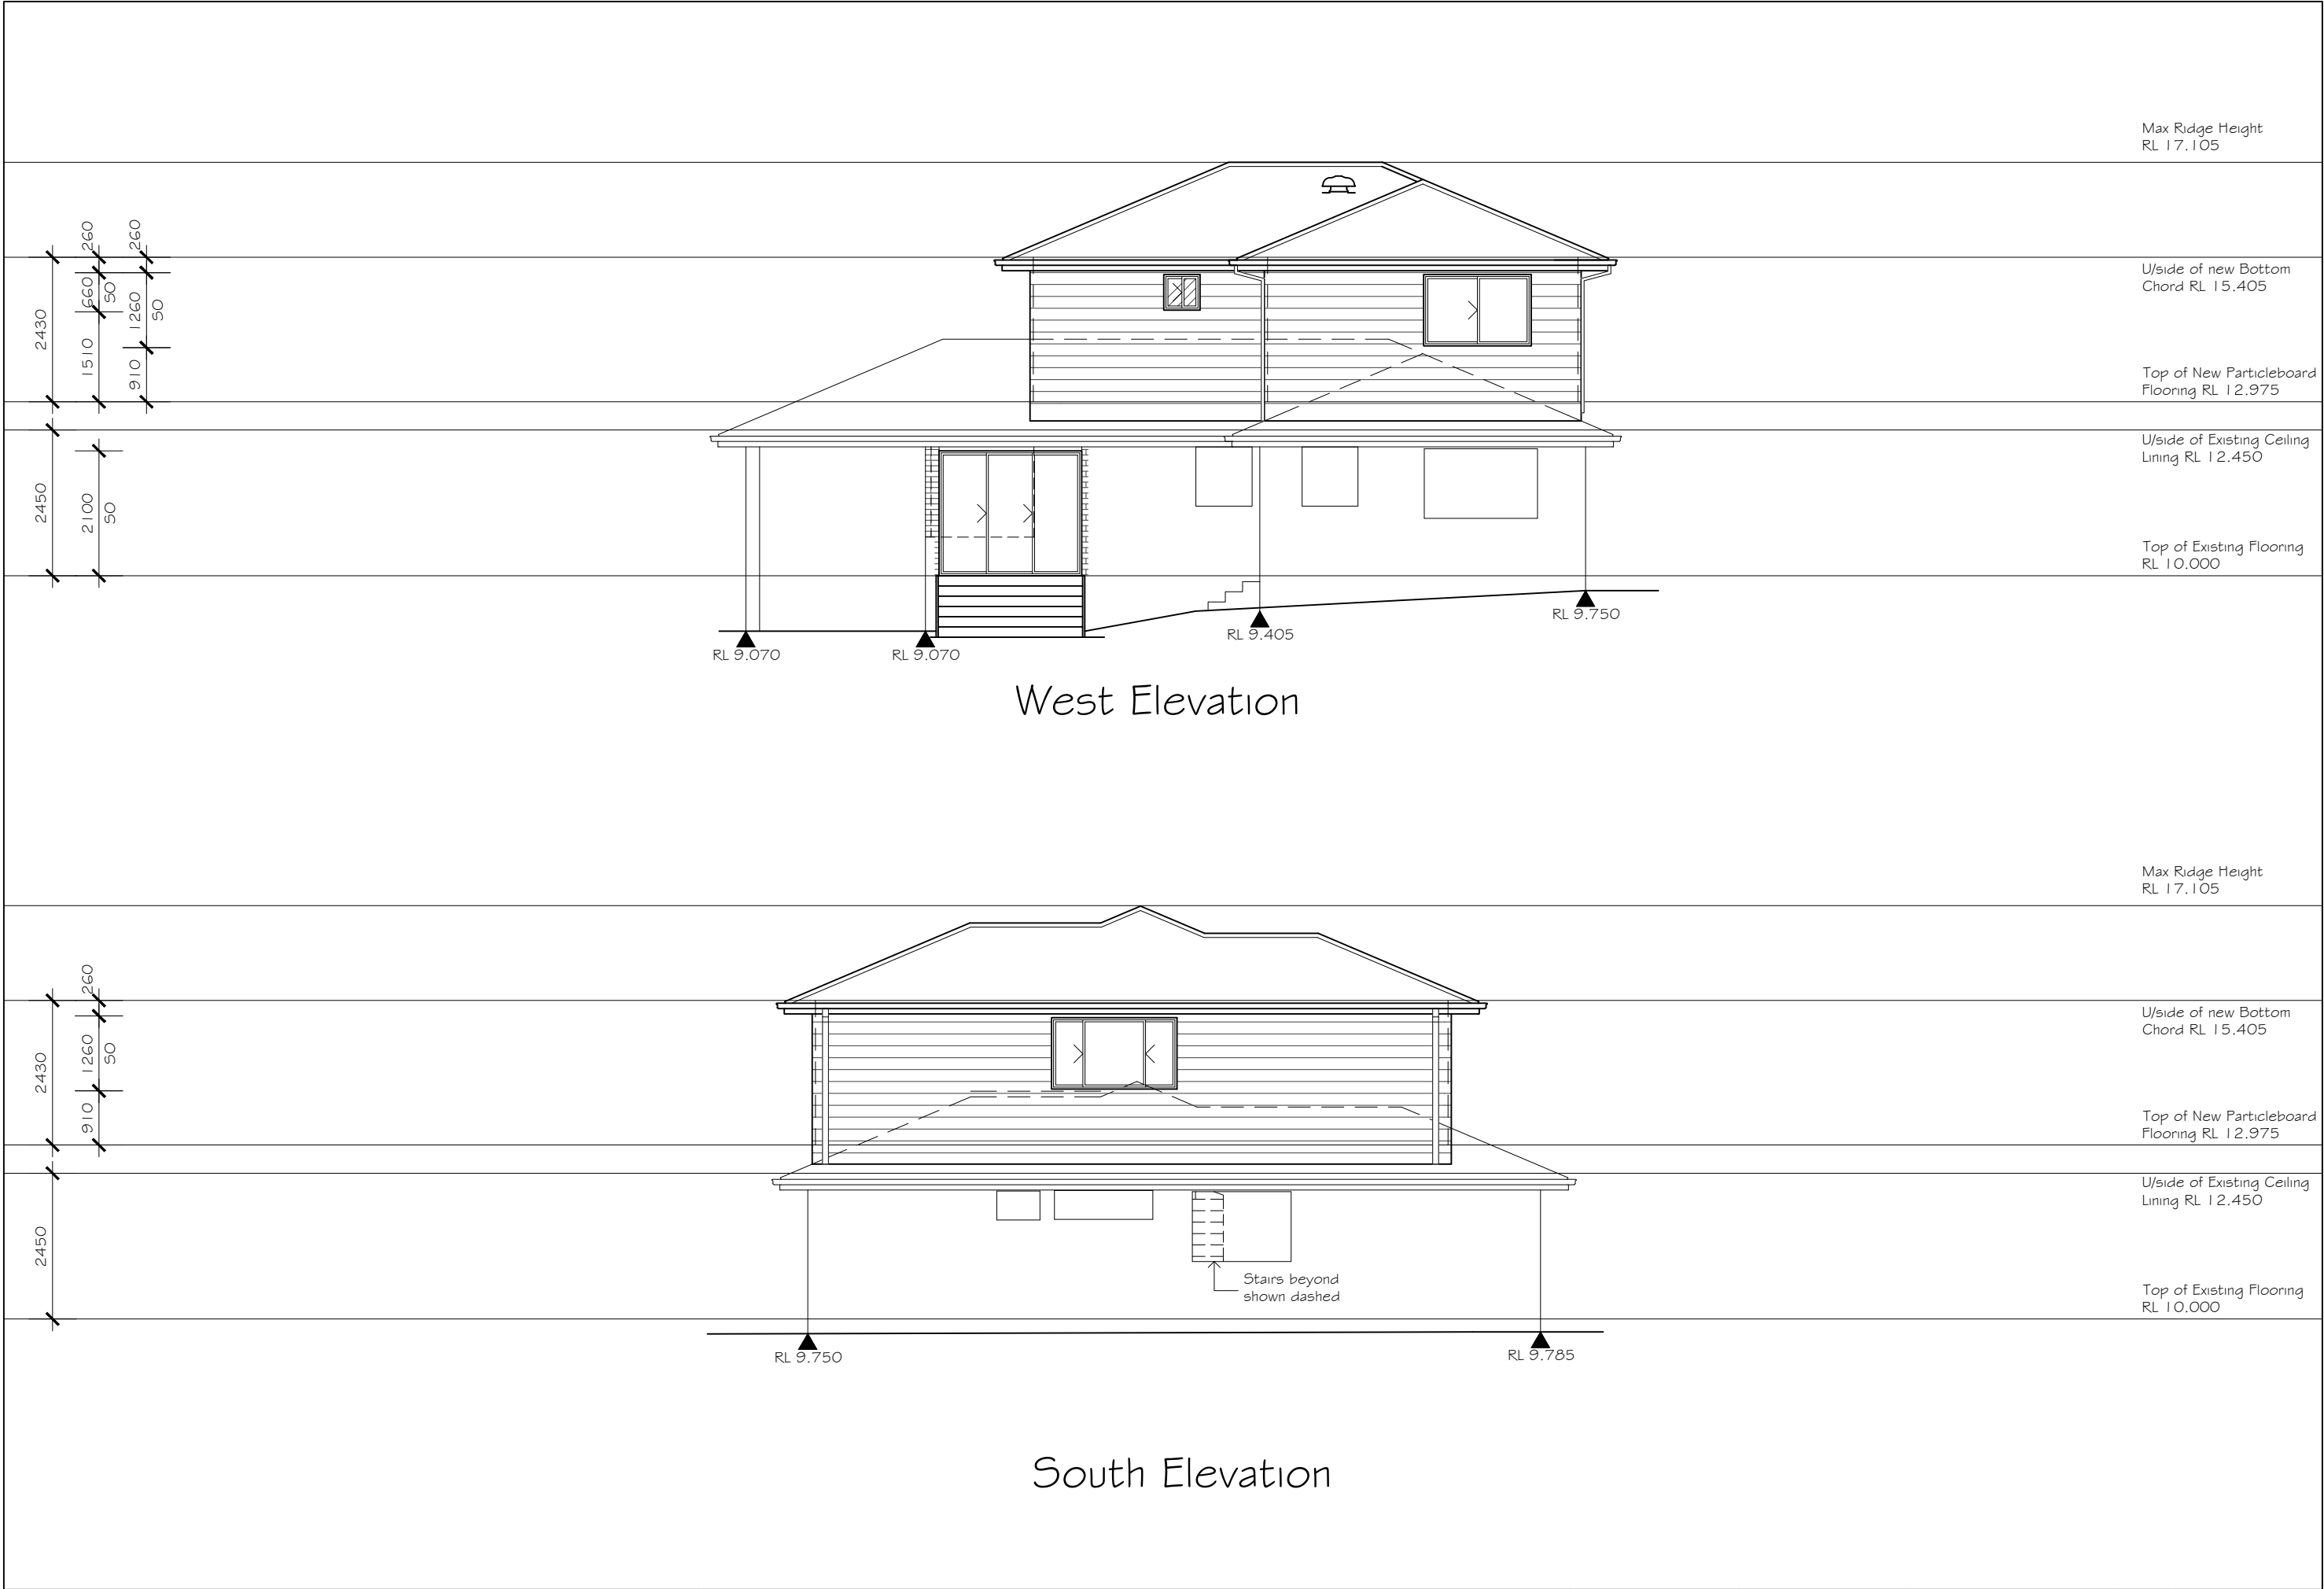 Max Ridge Height
RL 17.105
260
260
660
50
1260
50
2430
1510
910
U/side of new Bottom
Chord RL 15.405
Top of New Particleboard
Flooring RL 12.975
U/side of Existing Ceiling
Lining RL 12.450
2450
2100
50
Top of Existing Flooring
RL 10.000
RL 9.070
RL 9.070
RL 9.405
RL 9.750
West Elevation
Max Ridge Height
RL 17.105
260
2430
1260
50
910
U/side of new Bottom
Chord RL 15.405
Top of New Particleboard
Flooring RL 12.975
U/side of Existing Ceiling
Lining RL 12.450
2450
Stairs beyond
shown dashed
Top of Existing Flooring
RL 10.000
RL 9.750
RL 9.785
South Elevation